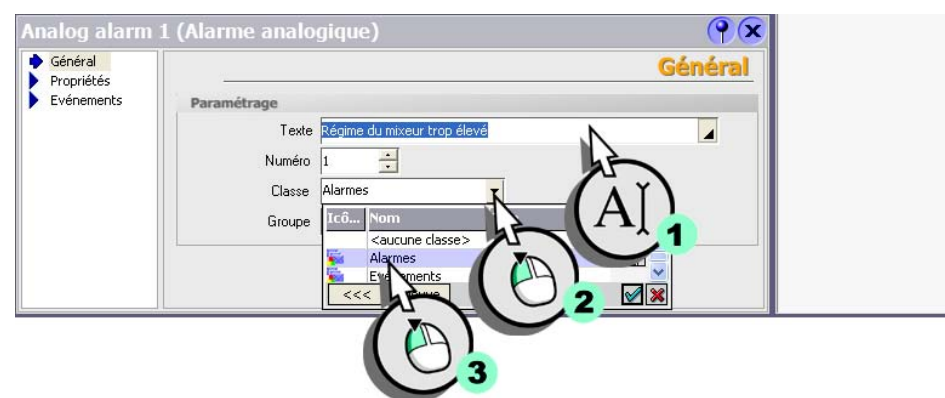 Analog alarm 1 (Alarme analogique)
Général
Propriétés
Evénements
Général
Paramétrage
Texte Régime du mixeur trop élevé
Numéro 1
Classe Alarmes
Groupe
Icô... Nom
<aucune classe>
Alarmes
<<<
A
1
2
3